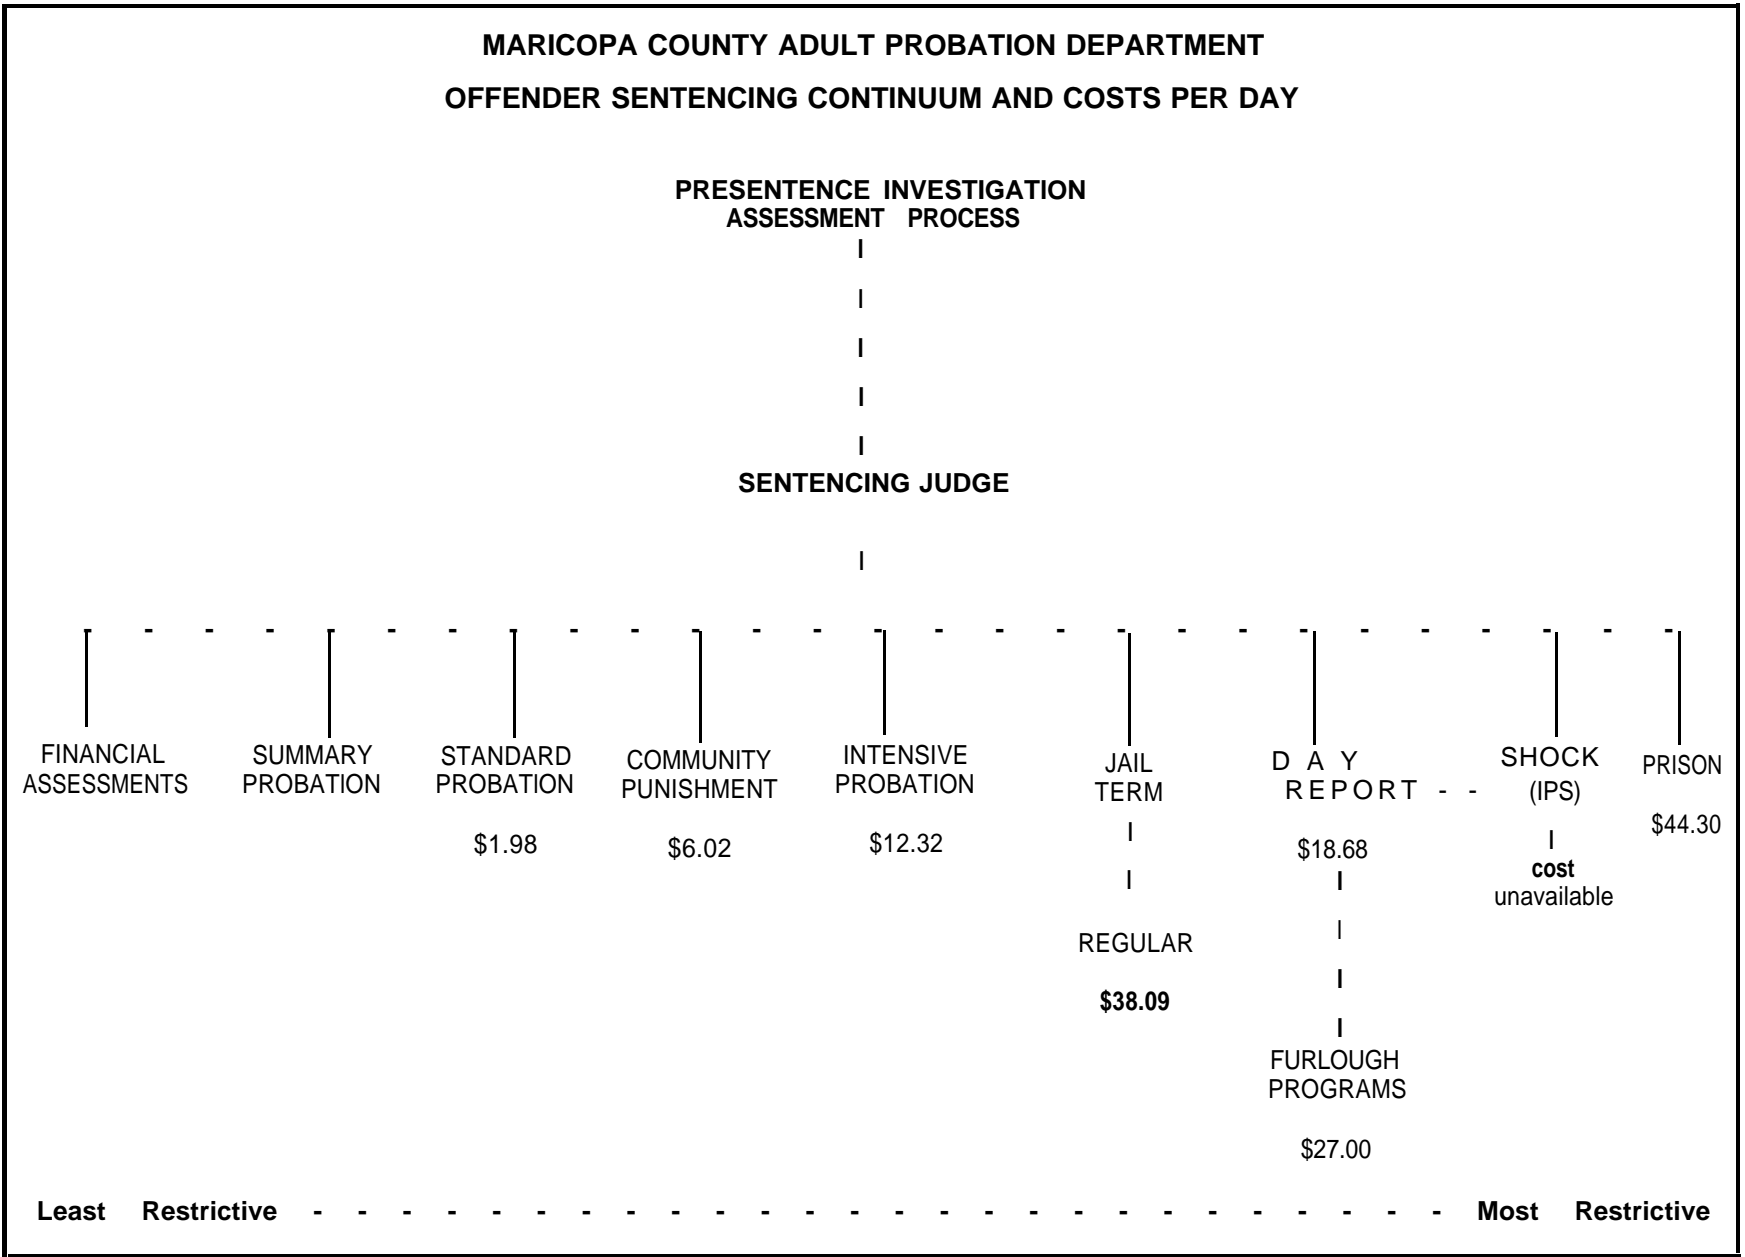 MARICOPA COUNTY ADULT PROBATION DEPARTMENT
OFFENDER SENTENCING CONTINUUM AND COSTS PER DAY
PRESENTENCE INVESTIGATION
ASSESSMENT PROCESS
SENTENCING JUDGE
FINANCIAL
ASSESSMENTS
SUMMARY
PROBATION
STANDARD
PROBATION
$1.98
COMMUNITY
PUNISHMENT
$6.02
INTENSIVE
PROBATION
$12.32
JAIL
TERM
REGULAR
$38.09
D A Y
REPORT - -
$18.68
FURLOUGH
PROGRAMS
$27.00
SHOCK
(IPS)
cost
unavailable
PRISON
$44.30
Least Restrictive - - - - - - - - - - - - - - - - - - - - - - - - - - Most Restrictive